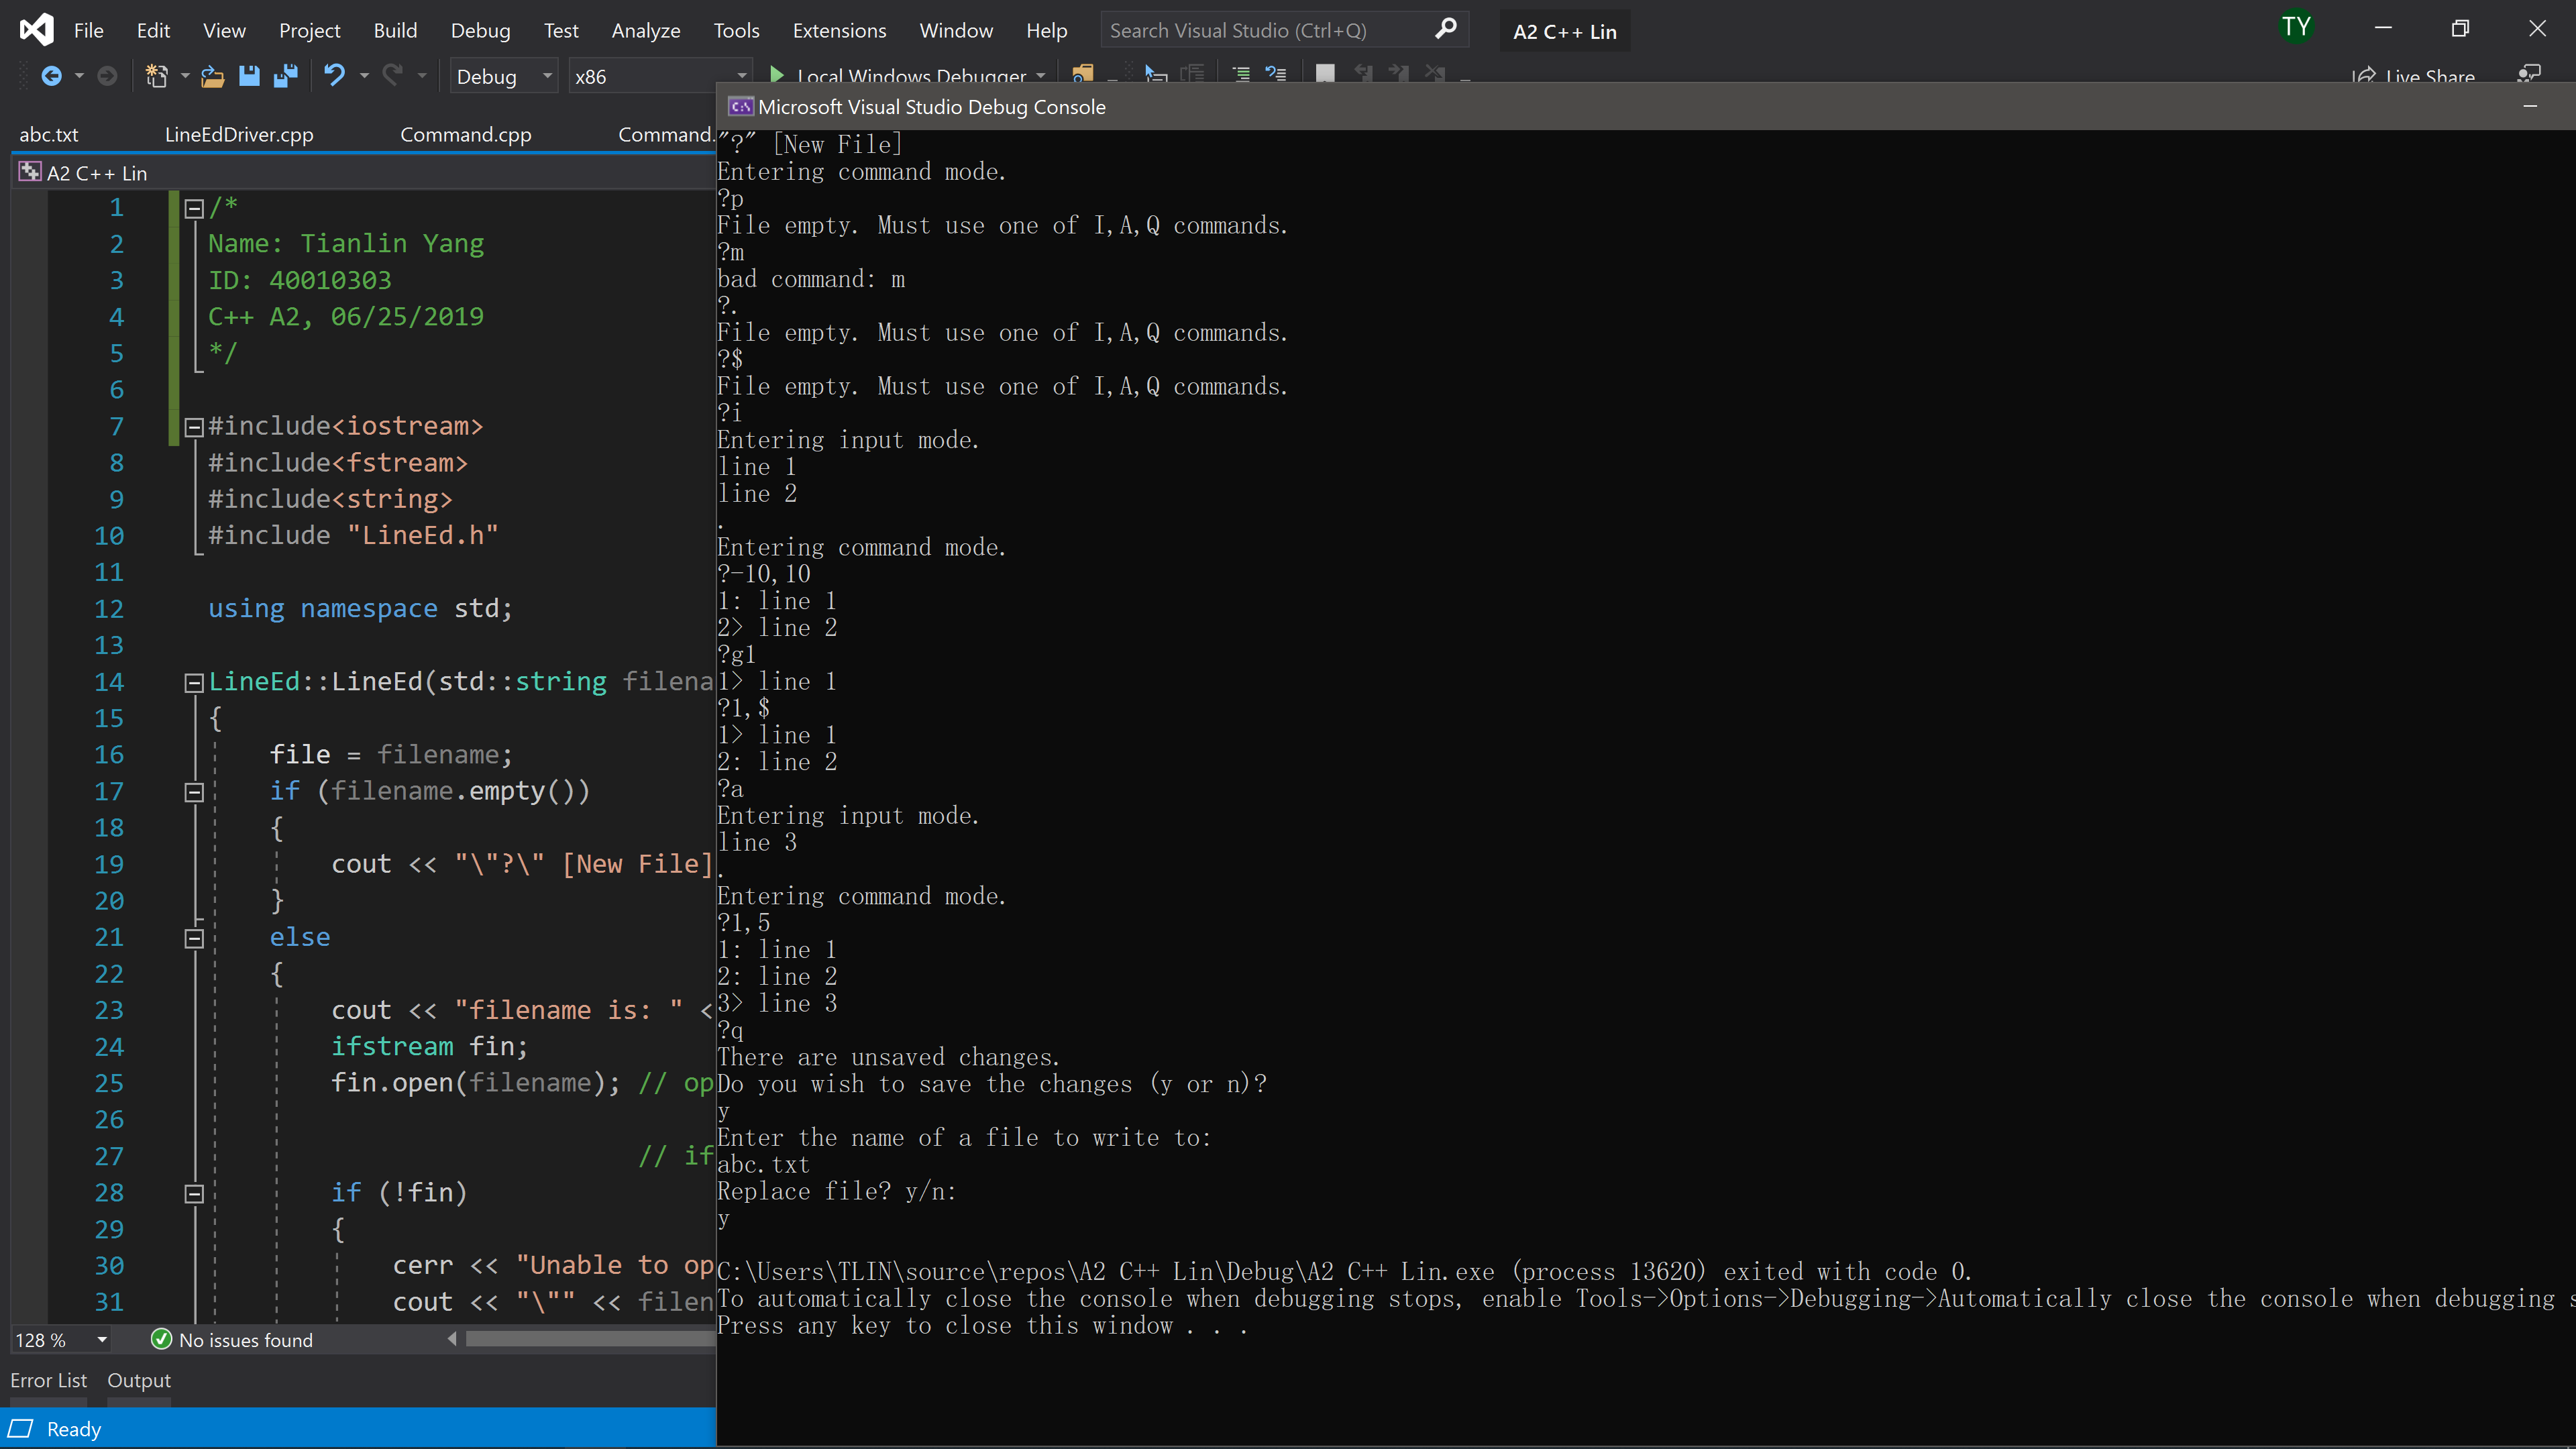 File Edit View Project Build Debug Test Analyze Tools Extensions Window Help Search Visual Studio (Ctrl+Q) A2 C++ Lin TY
Debug x86 Local Windows Debugger Live Share
abc.txt LineEdDriver.cpp Command.cpp Command.
A2 C++ Lin
1 /*
2 Name: Tianlin Yang
3 ID: 40010303
4 C++ A2, 06/25/2019
5 */
6
7 #include<iostream>
8 #include<fstream>
9 #include<string>
10 #include "LineEd.h"
11
12 using namespace std;
13
14 LineEd::LineEd(std::string filena
15 {
16 file = filename;
17 if (filename.empty())
18 {
19 cout << "\"?\" [New File]
20 }
21 else
22 {
23 cout << "filename is: " <
24 ifstream fin;
25 fin.open(filename); // op
26
27 // if
28 if (!fin)
29 {
30 cerr << "Unable to op
31 cout << "\"" << filen
128 % No issues found
Error List Output
Ready
Microsoft Visual Studio Debug Console
"?" [New File]
Entering command mode.
?p
File empty. Must use one of I,A,Q commands.
?m
bad command: m
?.
File empty. Must use one of I,A,Q commands.
?$
File empty. Must use one of I,A,Q commands.
?i
Entering input mode.
line 1
line 2
.
Entering command mode.
?-10,10
1: line 1
2> line 2
?g1
1> line 1
?1,$
1> line 1
2: line 2
?a
Entering input mode.
line 3
.
Entering command mode.
?1,5
1: line 1
2: line 2
3> line 3
?q
There are unsaved changes.
Do you wish to save the changes (y or n)?
y
Enter the name of a file to write to:
abc.txt
Replace file? y/n:
y
C:\Users\TLIN\source\repos\A2 C++ Lin\Debug\A2 C++ Lin.exe (process 13620) exited with code 0.
To automatically close the console when debugging stops, enable Tools->Options->Debugging->Automatically close the console when debugging s
Press any key to close this window . . .